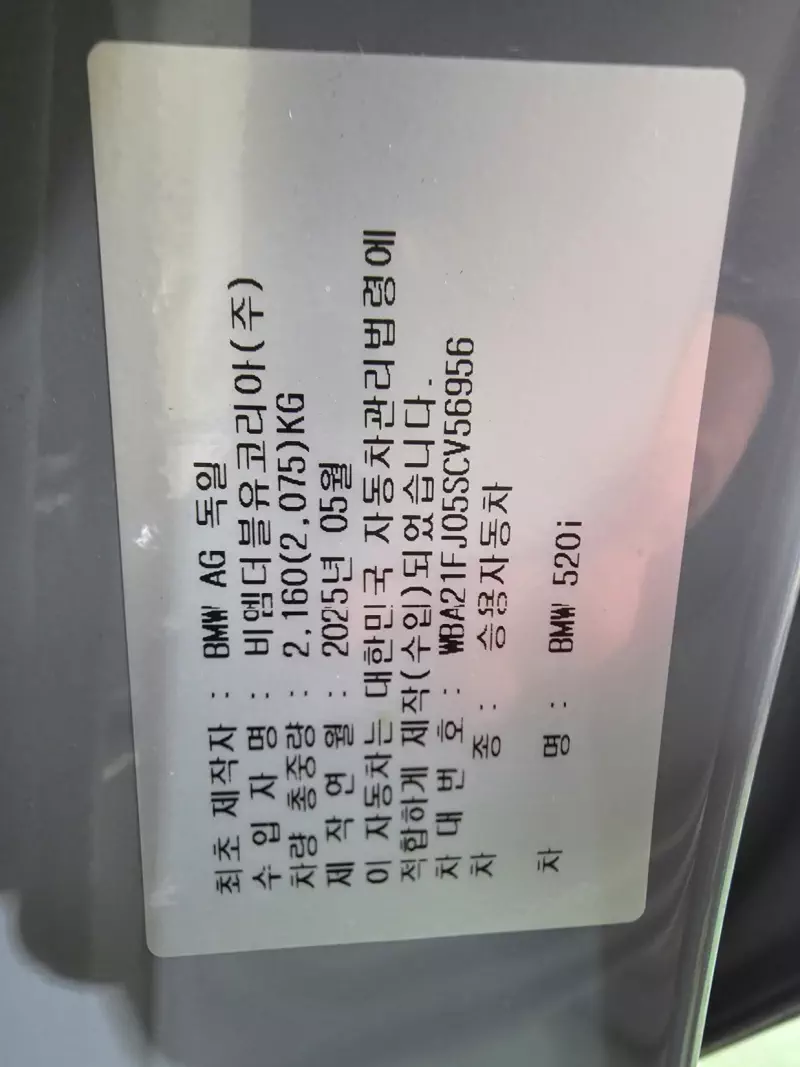 최초 제작자 : BMW AG 독일
수 입 자 명 : 비엠더블유코리아(주)
차량 총중량 : 2,160(2,075)KG
제 작 연 월 : 2025년 05월
이 자동차는 대한민국 자동차관리법령에
적합하게 제작(수입)되었습니다.
차 대 번 호 : WBA21FJ05SCV56956
차 종 : 승용자동차
차 명 : BMW 520i